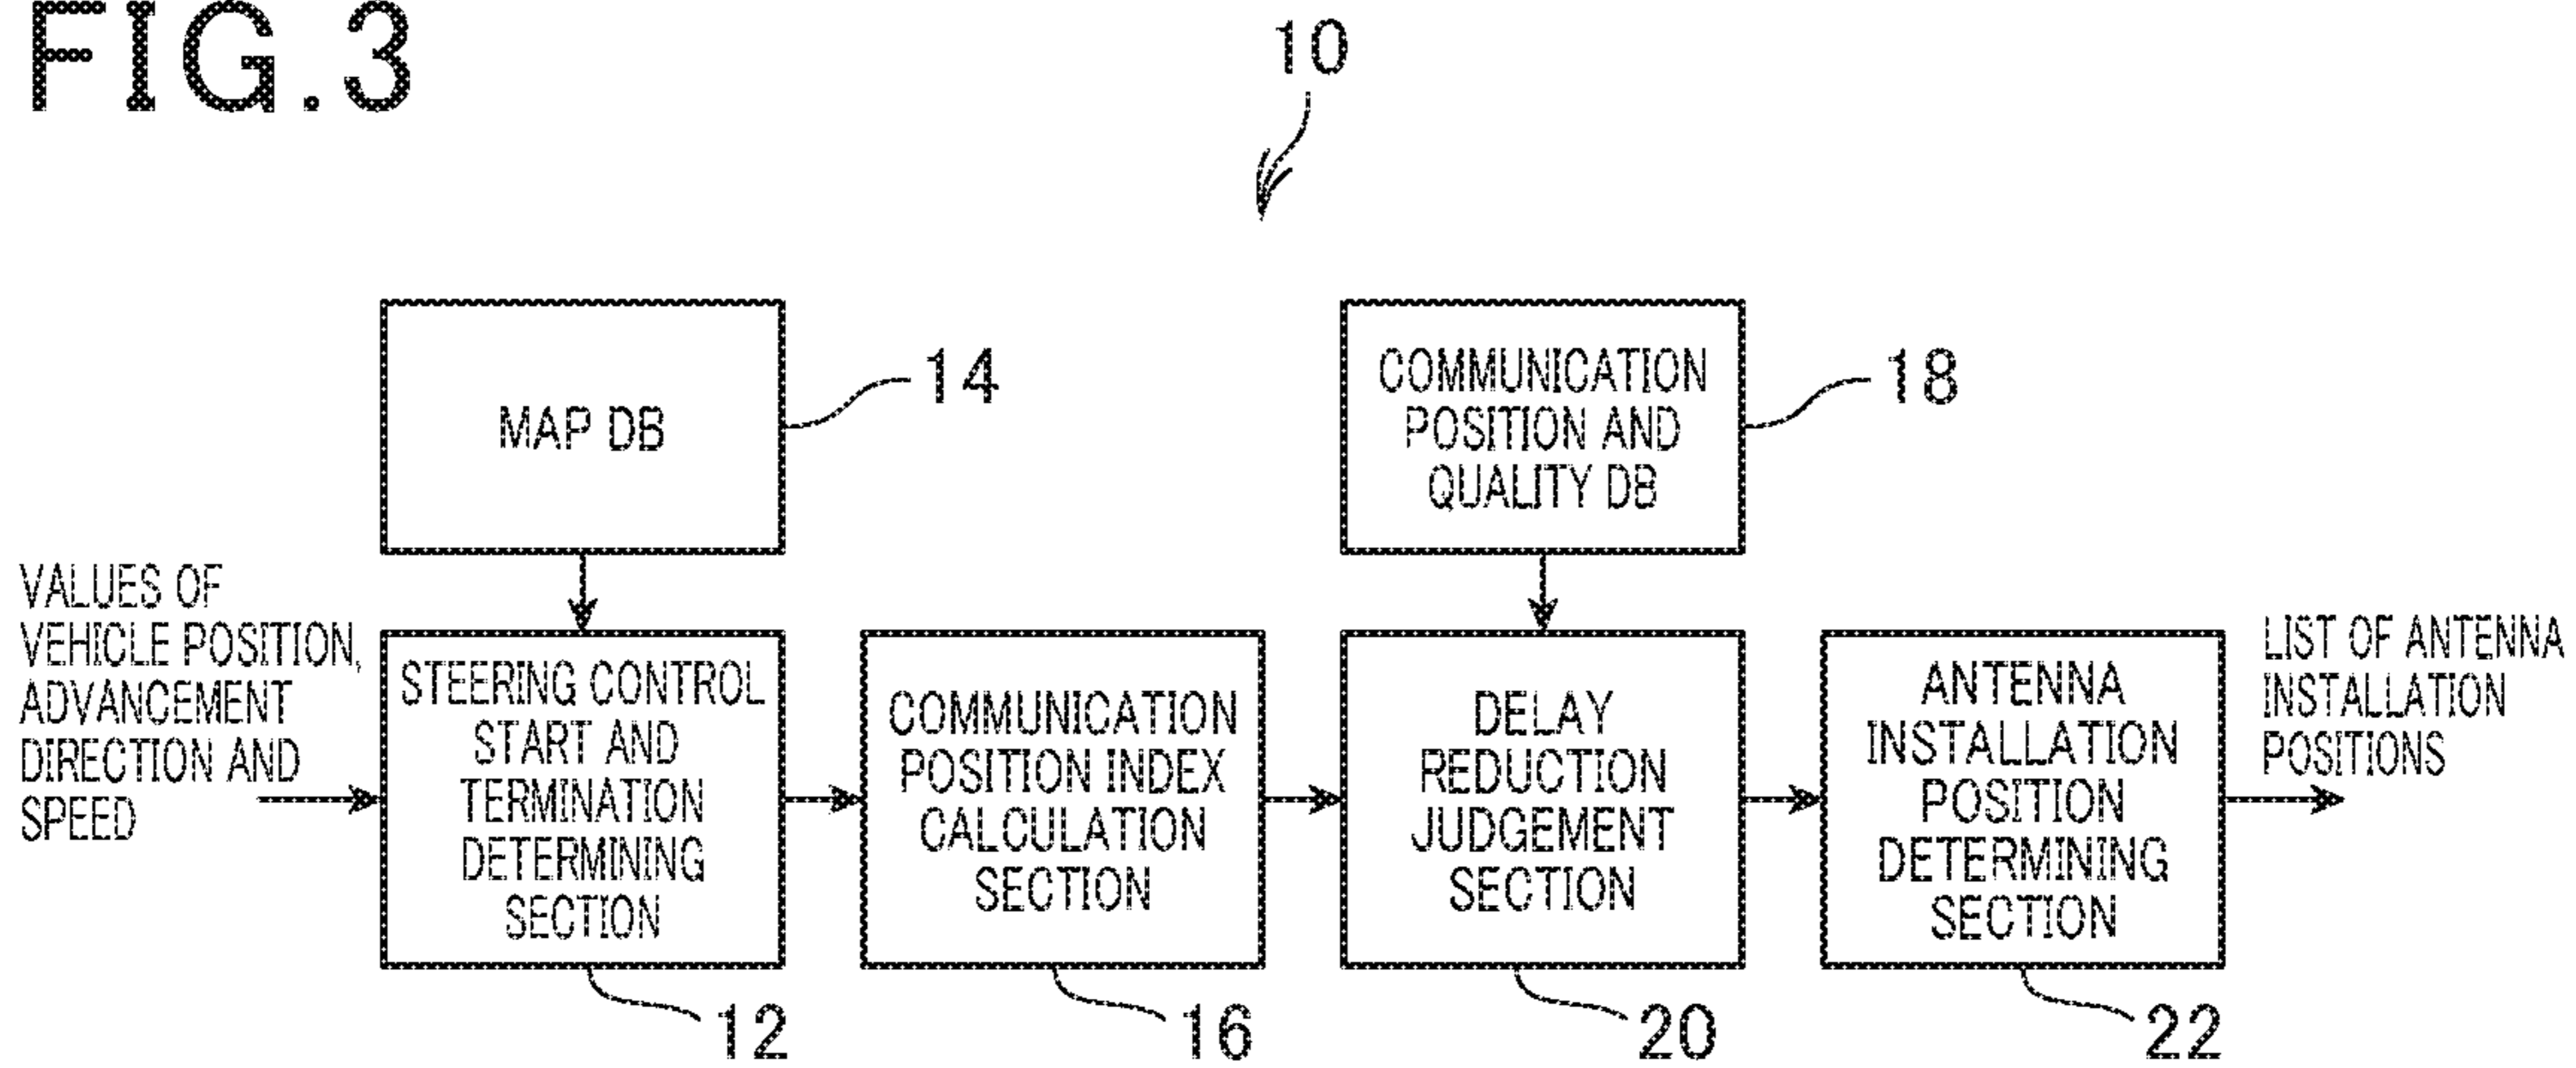 FIG.3
10
MAP DB
14
COMMUNICATION
POSITION AND
QUALITY DB
18
VALUES OF
VEHICLE POSITION,
ADVANCEMENT
DIRECTION AND
SPEED
STEERING CONTROL
START AND
TERMINATION
DETERMINING
SECTION
12
COMMUNICATION
POSITION INDEX
CALCULATION
SECTION
16
DELAY
REDUCTION
JUDGEMENT
SECTION
20
ANTENNA
INSTALLATION
POSITION
DETERMINING
SECTION
22
LIST OF ANTENNA
INSTALLATION
POSITIONS